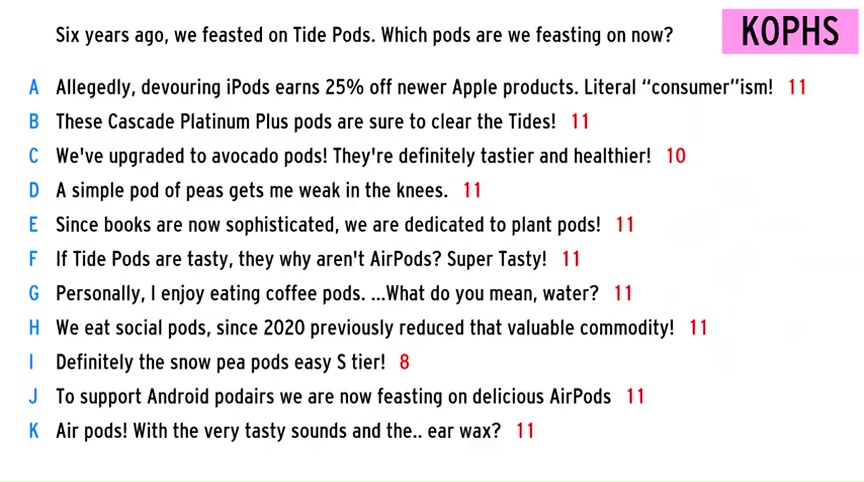 Six years ago, we feasted on Tide Pods. Which pods are we feasting on now?
KOPHS
A Allegedly, devouring iPods earns 25% off newer Apple products. Literal “consumer”ism! 11
B These Cascade Platinum Plus pods are sure to clear the Tides! 11
C We've upgraded to avocado pods! They're definitely tastier and healthier! 10
D A simple pod of peas gets me weak in the knees. 11
E Since books are now sophisticated, we are dedicated to plant pods! 11
F If Tide Pods are tasty, they why aren't AirPods? Super Tasty! 11
G Personally, I enjoy eating coffee pods. ...What do you mean, water? 11
H We eat social pods, since 2020 previously reduced that valuable commodity! 11
I Definitely the snow pea pods easy S tier! 8
J To support Android podairs we are now feasting on delicious AirPods 11
K Air pods! With the very tasty sounds and the.. ear wax? 11